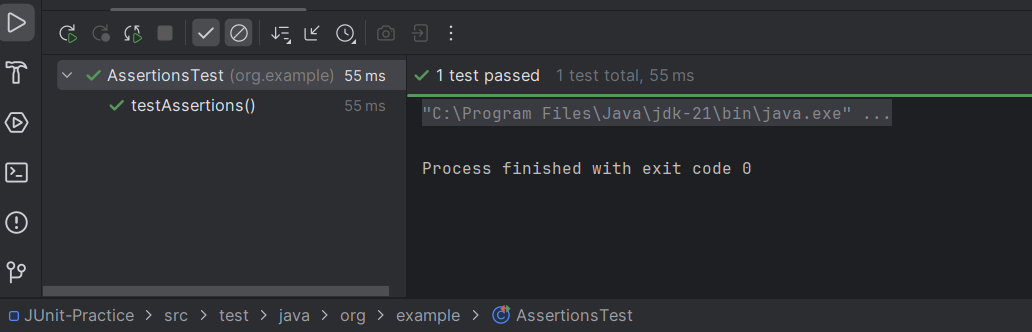 AssertionsTest (org.example) 55 ms
testAssertions() 55 ms
1 test passed 1 test total, 55 ms
"C:\Program Files\Java\jdk-21\bin\java.exe" ...
Process finished with exit code 0
JUnit-Practice > src > test > java > org > example > AssertionsTest